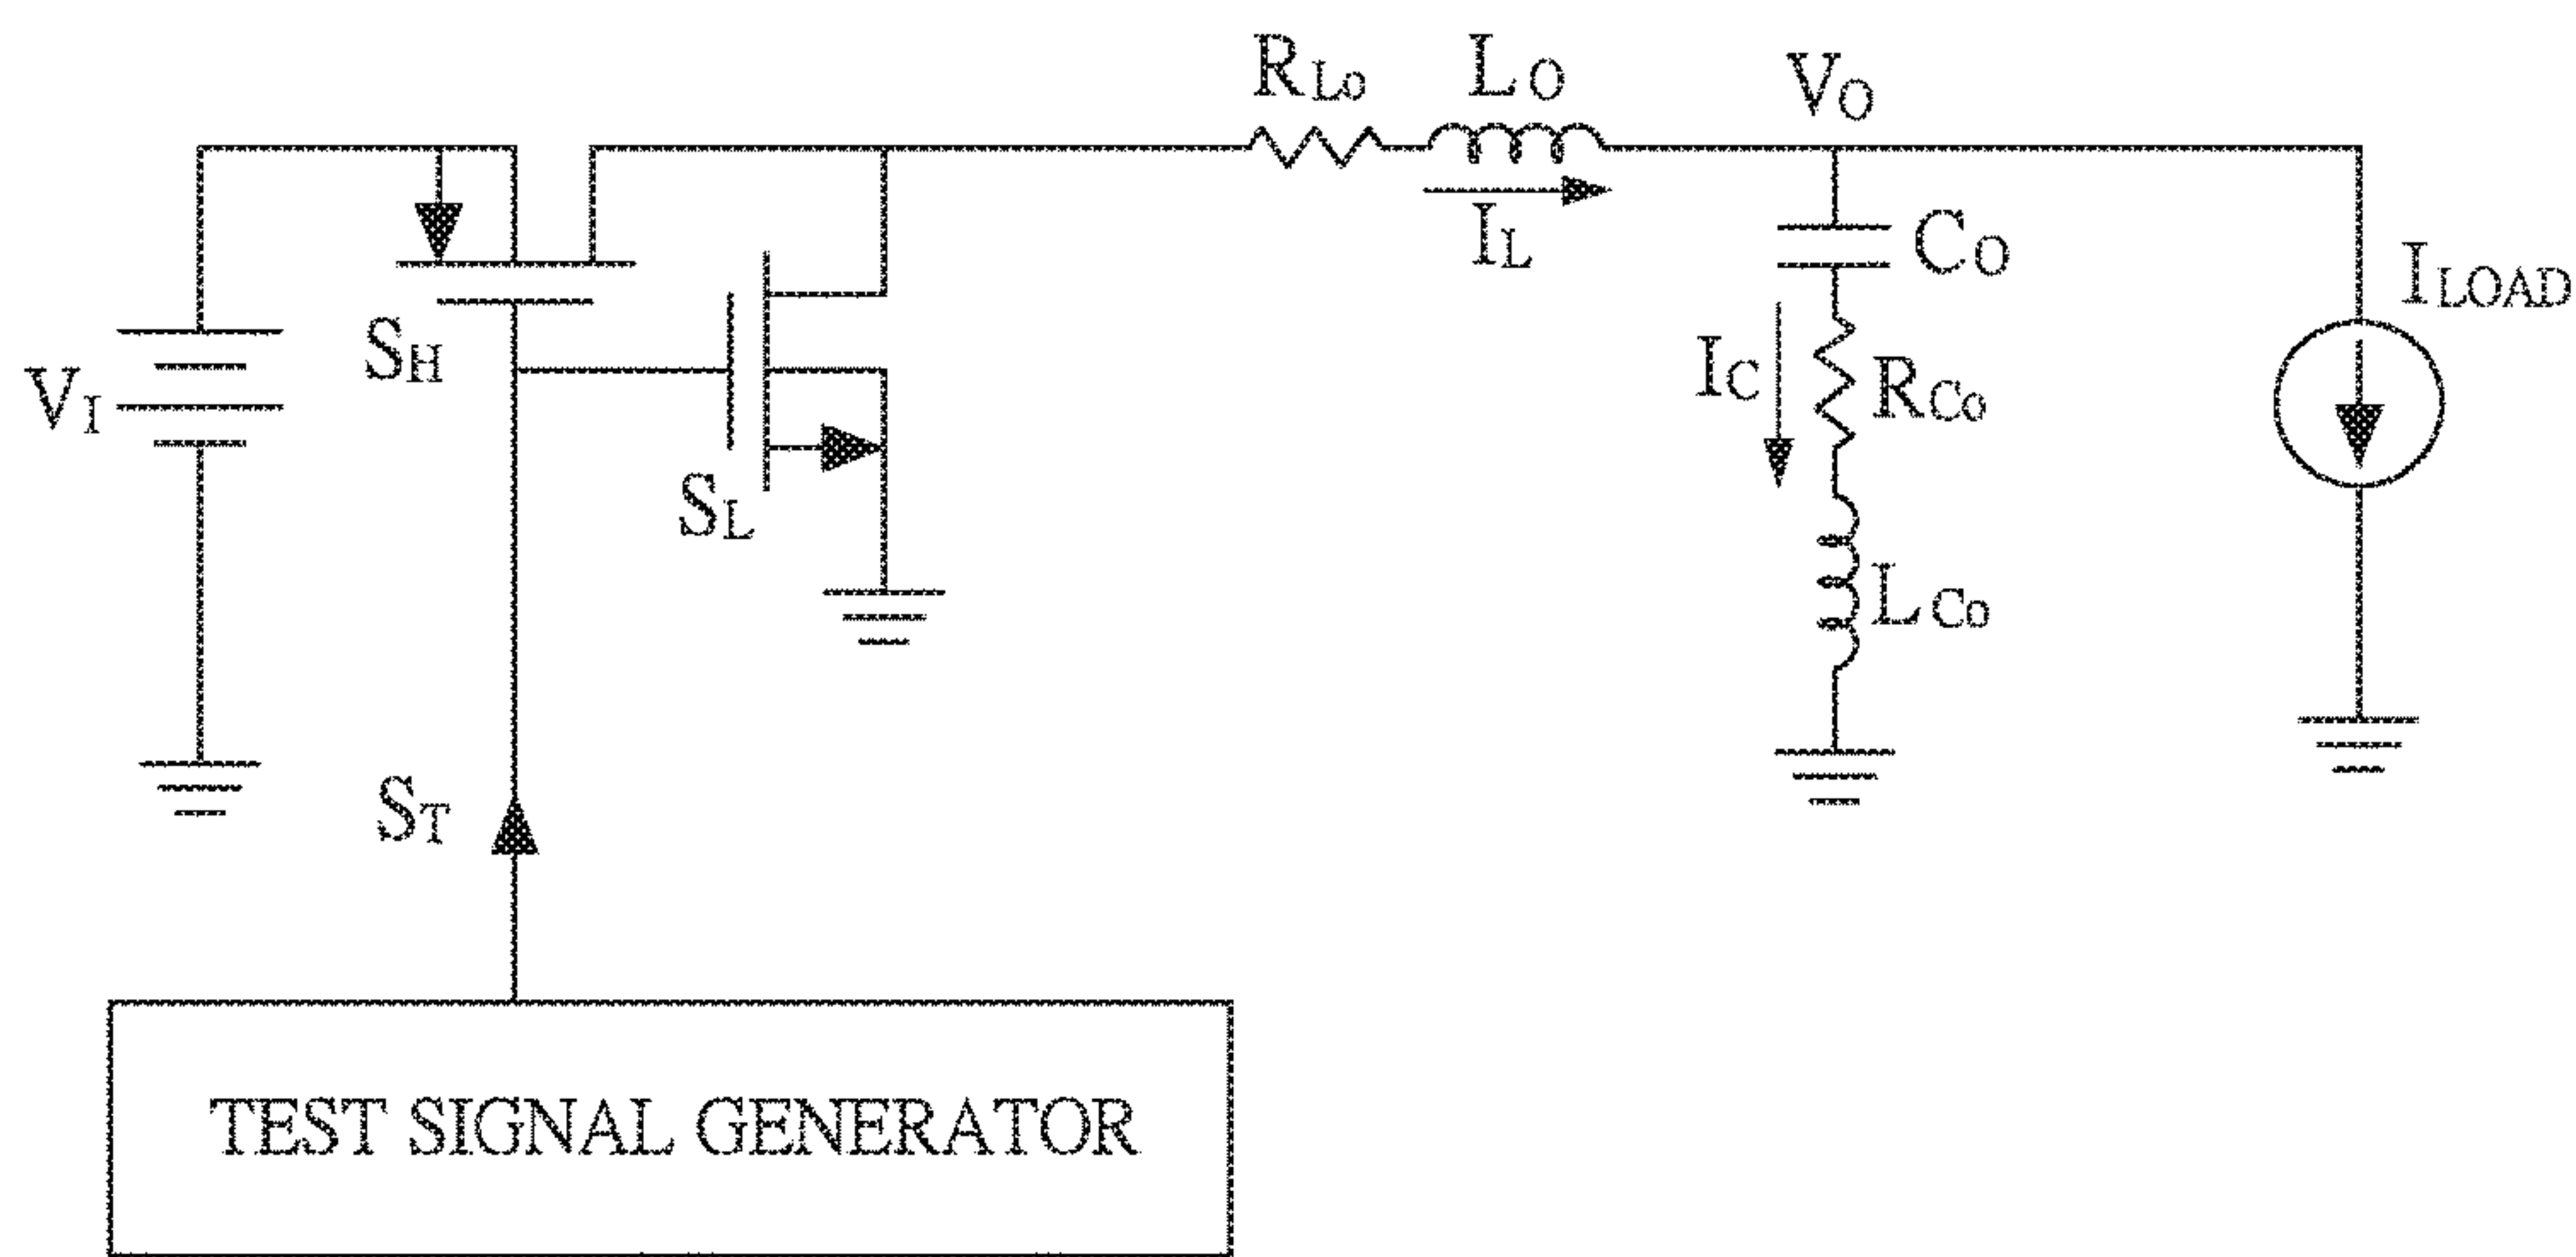 RLo
LO
VO
IL
CO
ILOAD
SH
VI
IC
RCo
SL
LCo
ST
TEST SIGNAL GENERATOR